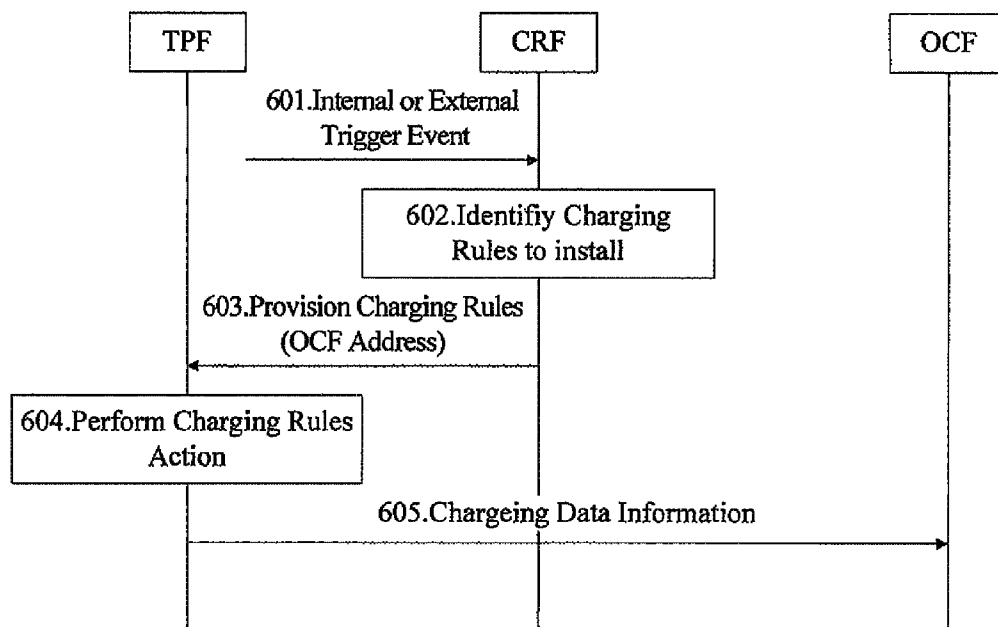 TPF
CRF
OCF
601.Internal or External
Trigger Event
602.Identifiy Charging
Rules to install
603.Provision Charging Rules
(OCF Address)
604.Perform Charging Rules
Action
605.Chargeing Data Information